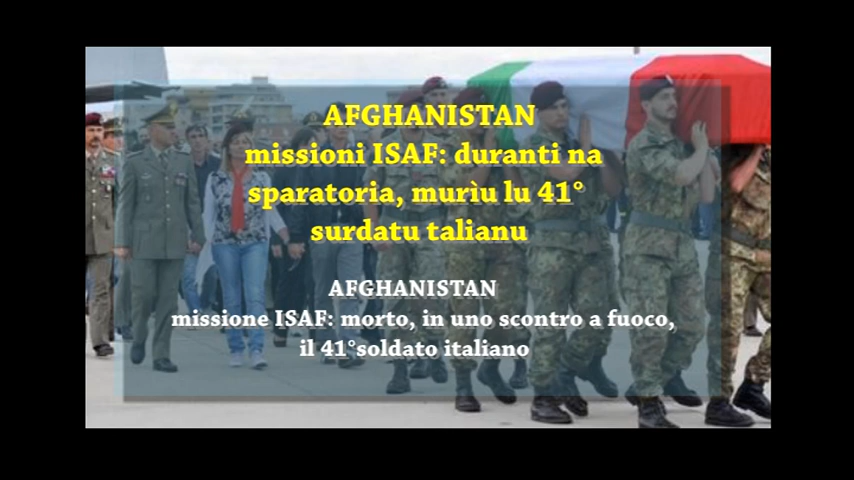 AFGHANISTAN
missioni ISAF: duranti na
sparatoria, murìu lu 41°
surdatu talianu
AFGHANISTAN
missione ISAF: morto, in uno scontro a fuoco,
il 41°soldato italiano